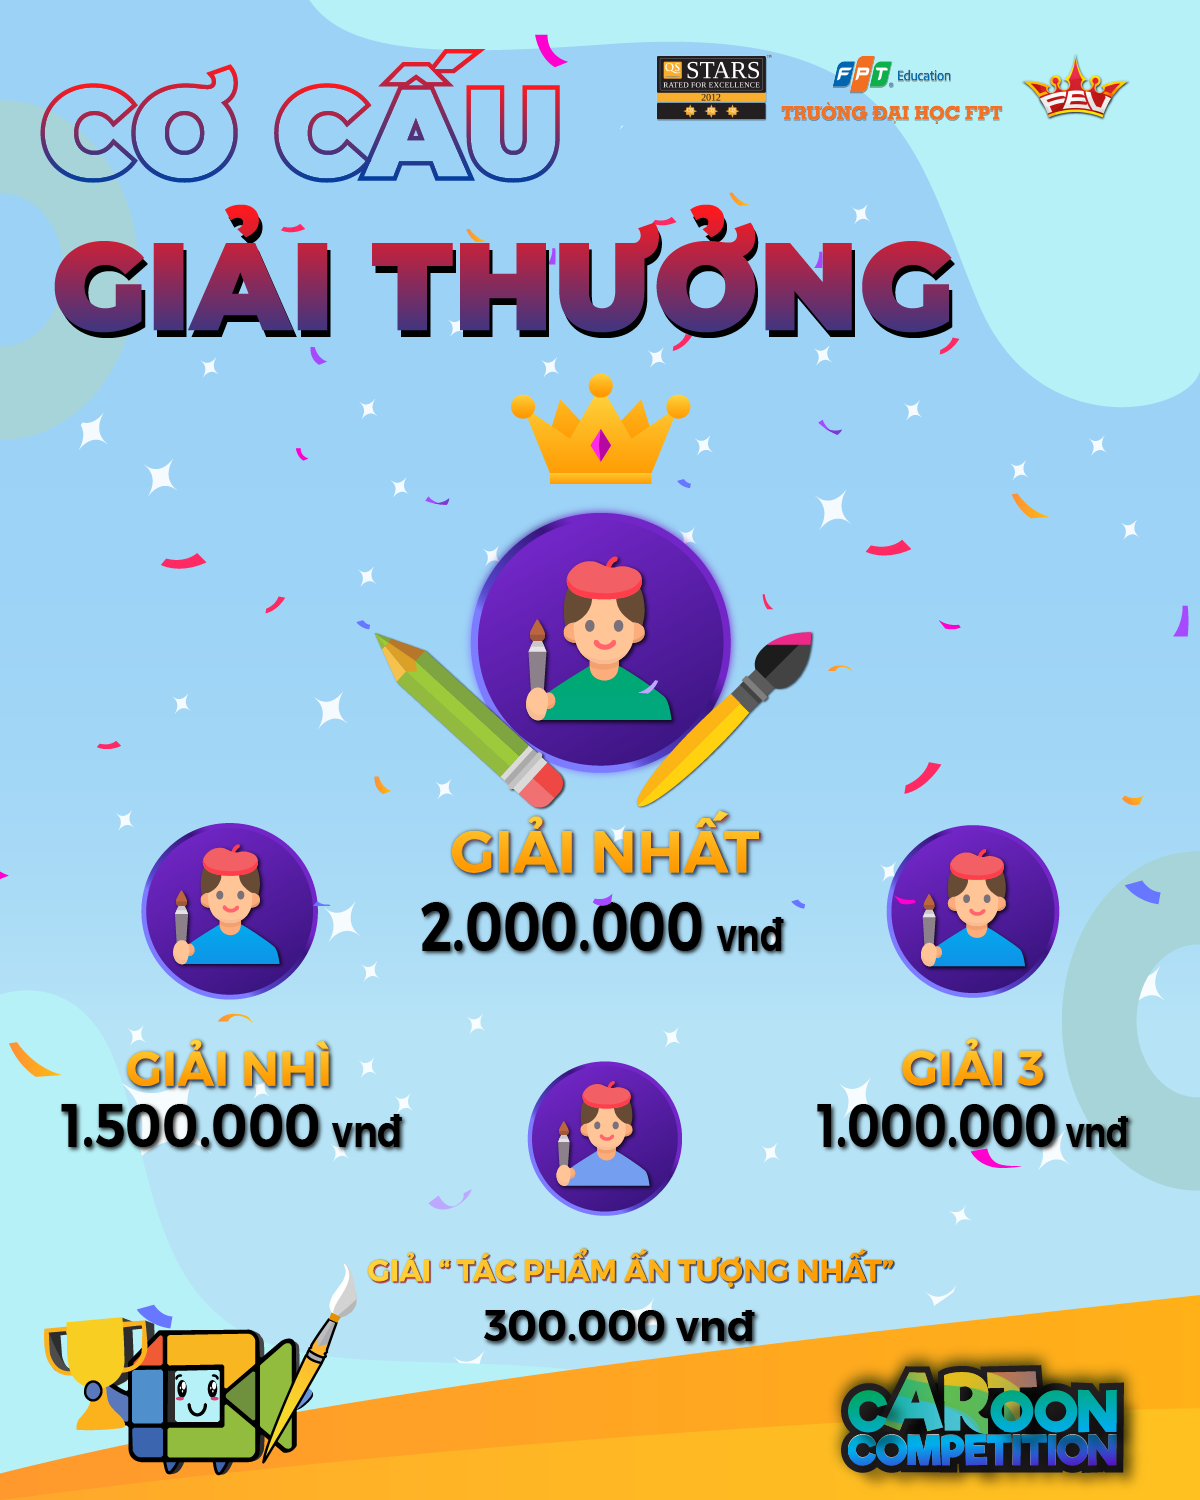 CƠ CẤU
QS STARS
RATED FOR EXCELLENCE
2012
FPT Education
TRƯỜNG ĐẠI HỌC FPT
FEV
GIẢI THƯỞNG
GIẢI NHẤT
2.000.000 vnđ
GIẢI NHÌ
1.500.000 vnđ
GIẢI 3
1.000.000 vnđ
GIẢI “ TÁC PHẨM ẤN TƯỢNG NHẤT”
300.000 vnđ
CARTOON
COMPETITION